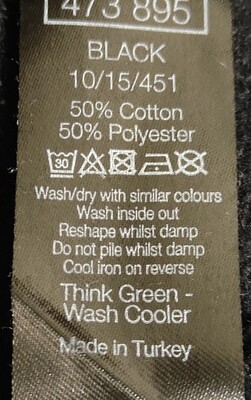 473 895
BLACK
10/15/451
50% Cotton
50% Polyester
30
Wash/dry with similar colours
Wash inside out
Reshape whilst damp
Do not pile whilst damp
Cool iron on reverse
Think Green -
Wash Cooler
Made in Turkey